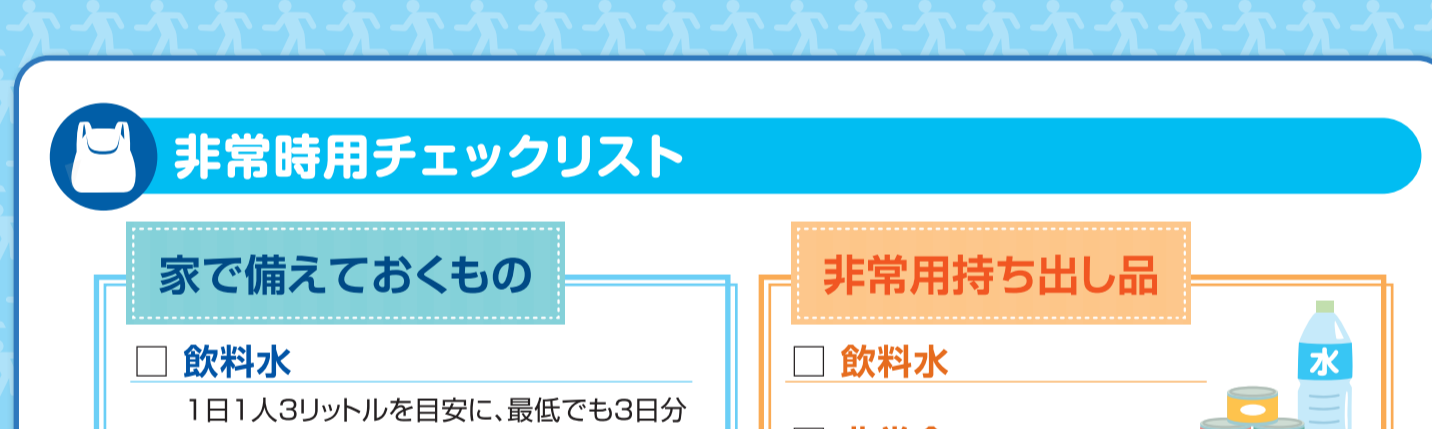 非常時用チェックリスト
家で備えておくもの
□ 飲料水
1日1人3リットルを目安に、最低でも3日分
非常用持ち出し品
□ 飲料水
水